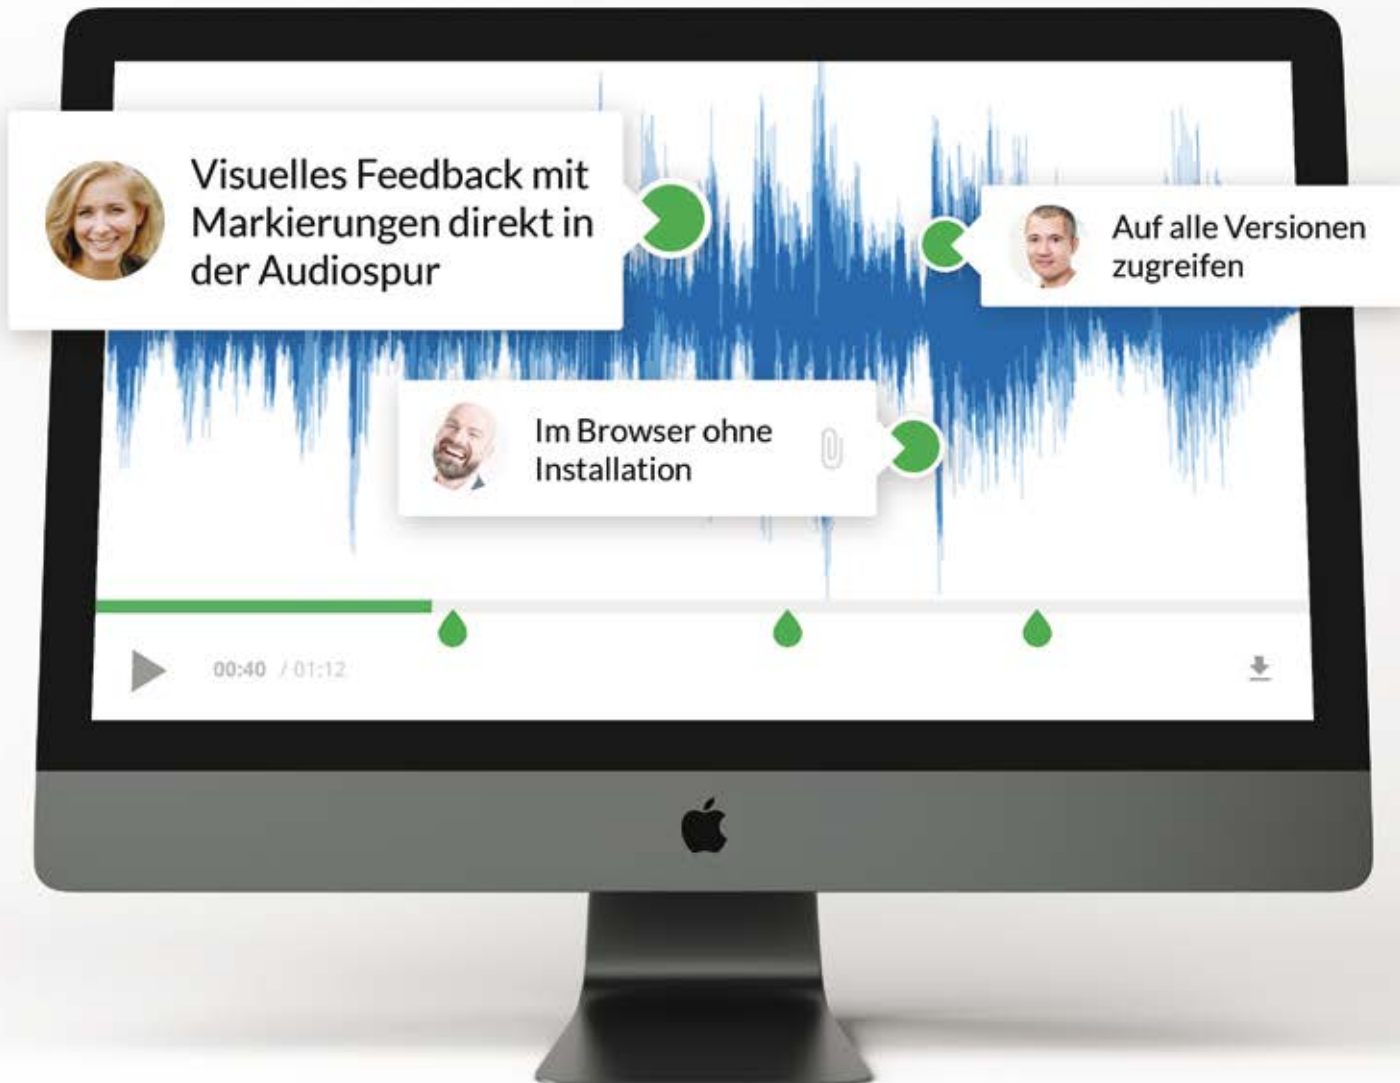 Visuelles Feedback mit
Markierungen direkt in
der Audiospur
Auf alle Versionen
zugreifen
Im Browser ohne
Installation
00:40 / 01:12